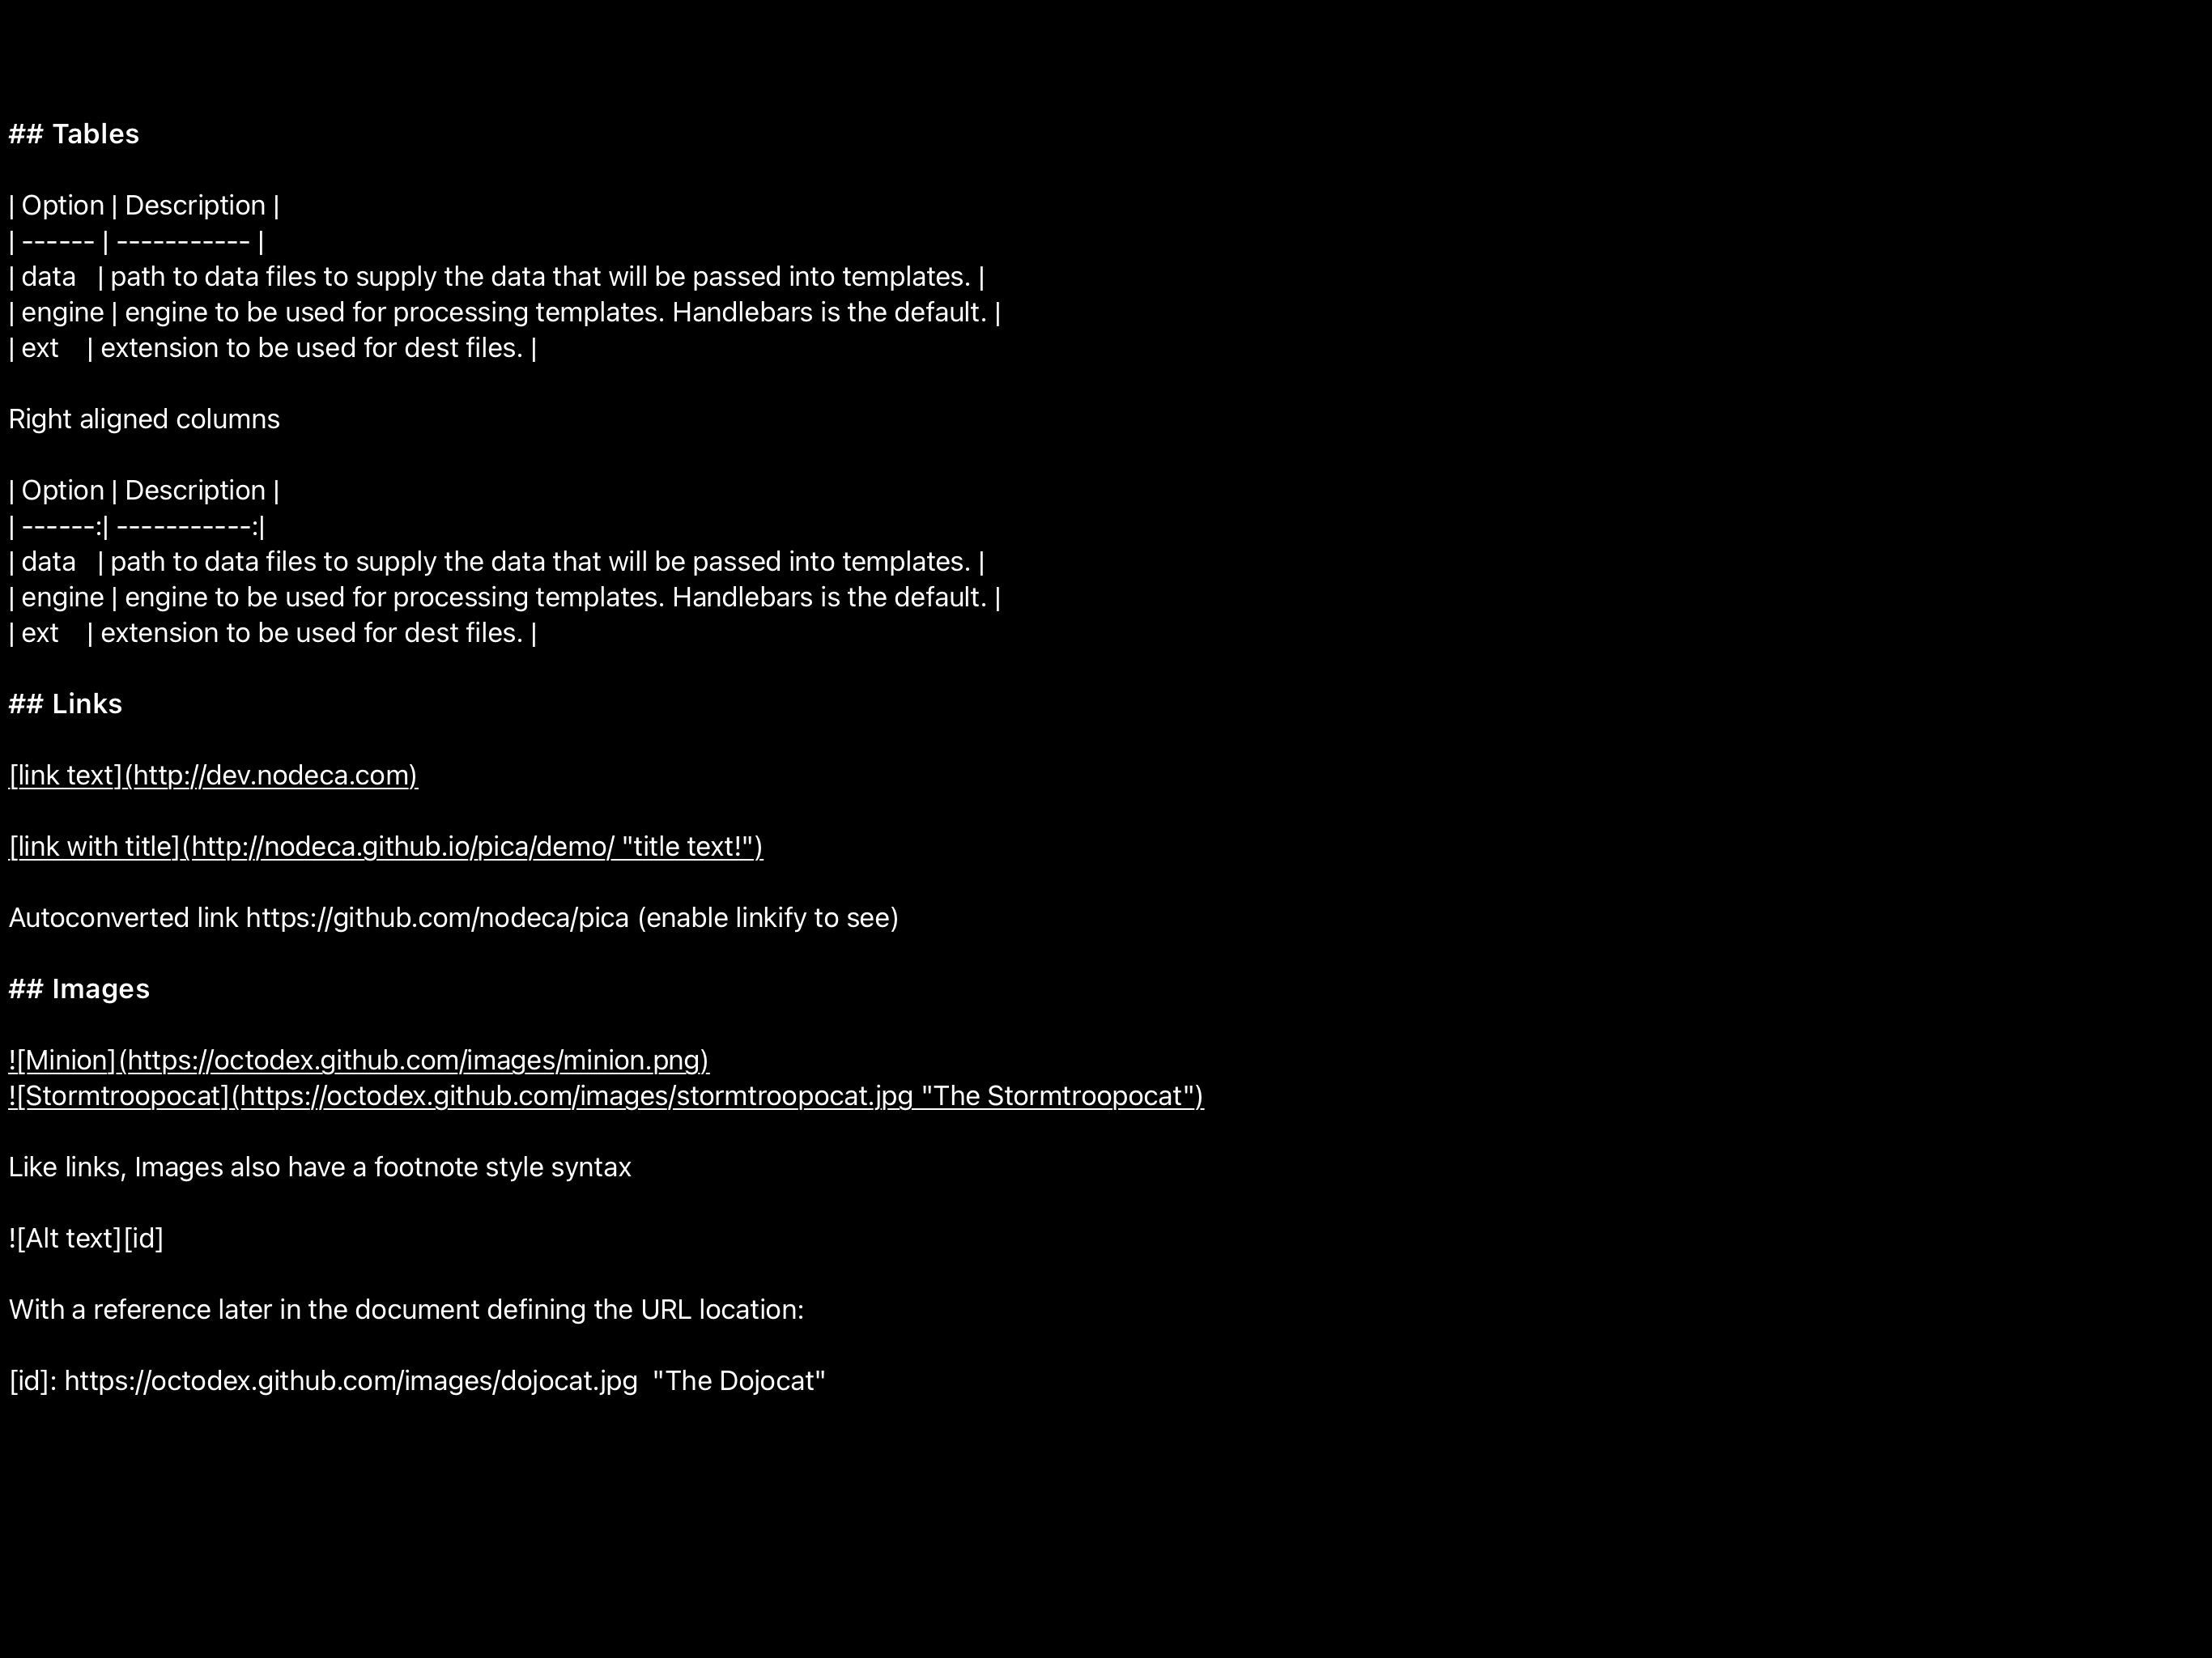 ## Tables

| Option | Description |
| ------ | ----------- |
| data   | path to data files to supply the data that will be passed into templates. |
| engine | engine to be used for processing templates. Handlebars is the default. |
| ext    | extension to be used for dest files. |

Right aligned columns

| Option | Description |
| ------:| -----------:|
| data   | path to data files to supply the data that will be passed into templates. |
| engine | engine to be used for processing templates. Handlebars is the default. |
| ext    | extension to be used for dest files. |

## Links

[link text](http://dev.nodeca.com)

[link with title](http://nodeca.github.io/pica/demo/ "title text!")

Autoconverted link https://github.com/nodeca/pica (enable linkify to see)

## Images

![Minion](https://octodex.github.com/images/minion.png)
![Stormtroopocat](https://octodex.github.com/images/stormtroopocat.jpg "The Stormtroopocat")

Like links, Images also have a footnote style syntax

![Alt text][id]

With a reference later in the document defining the URL location:

[id]: https://octodex.github.com/images/dojocat.jpg  "The Dojocat"